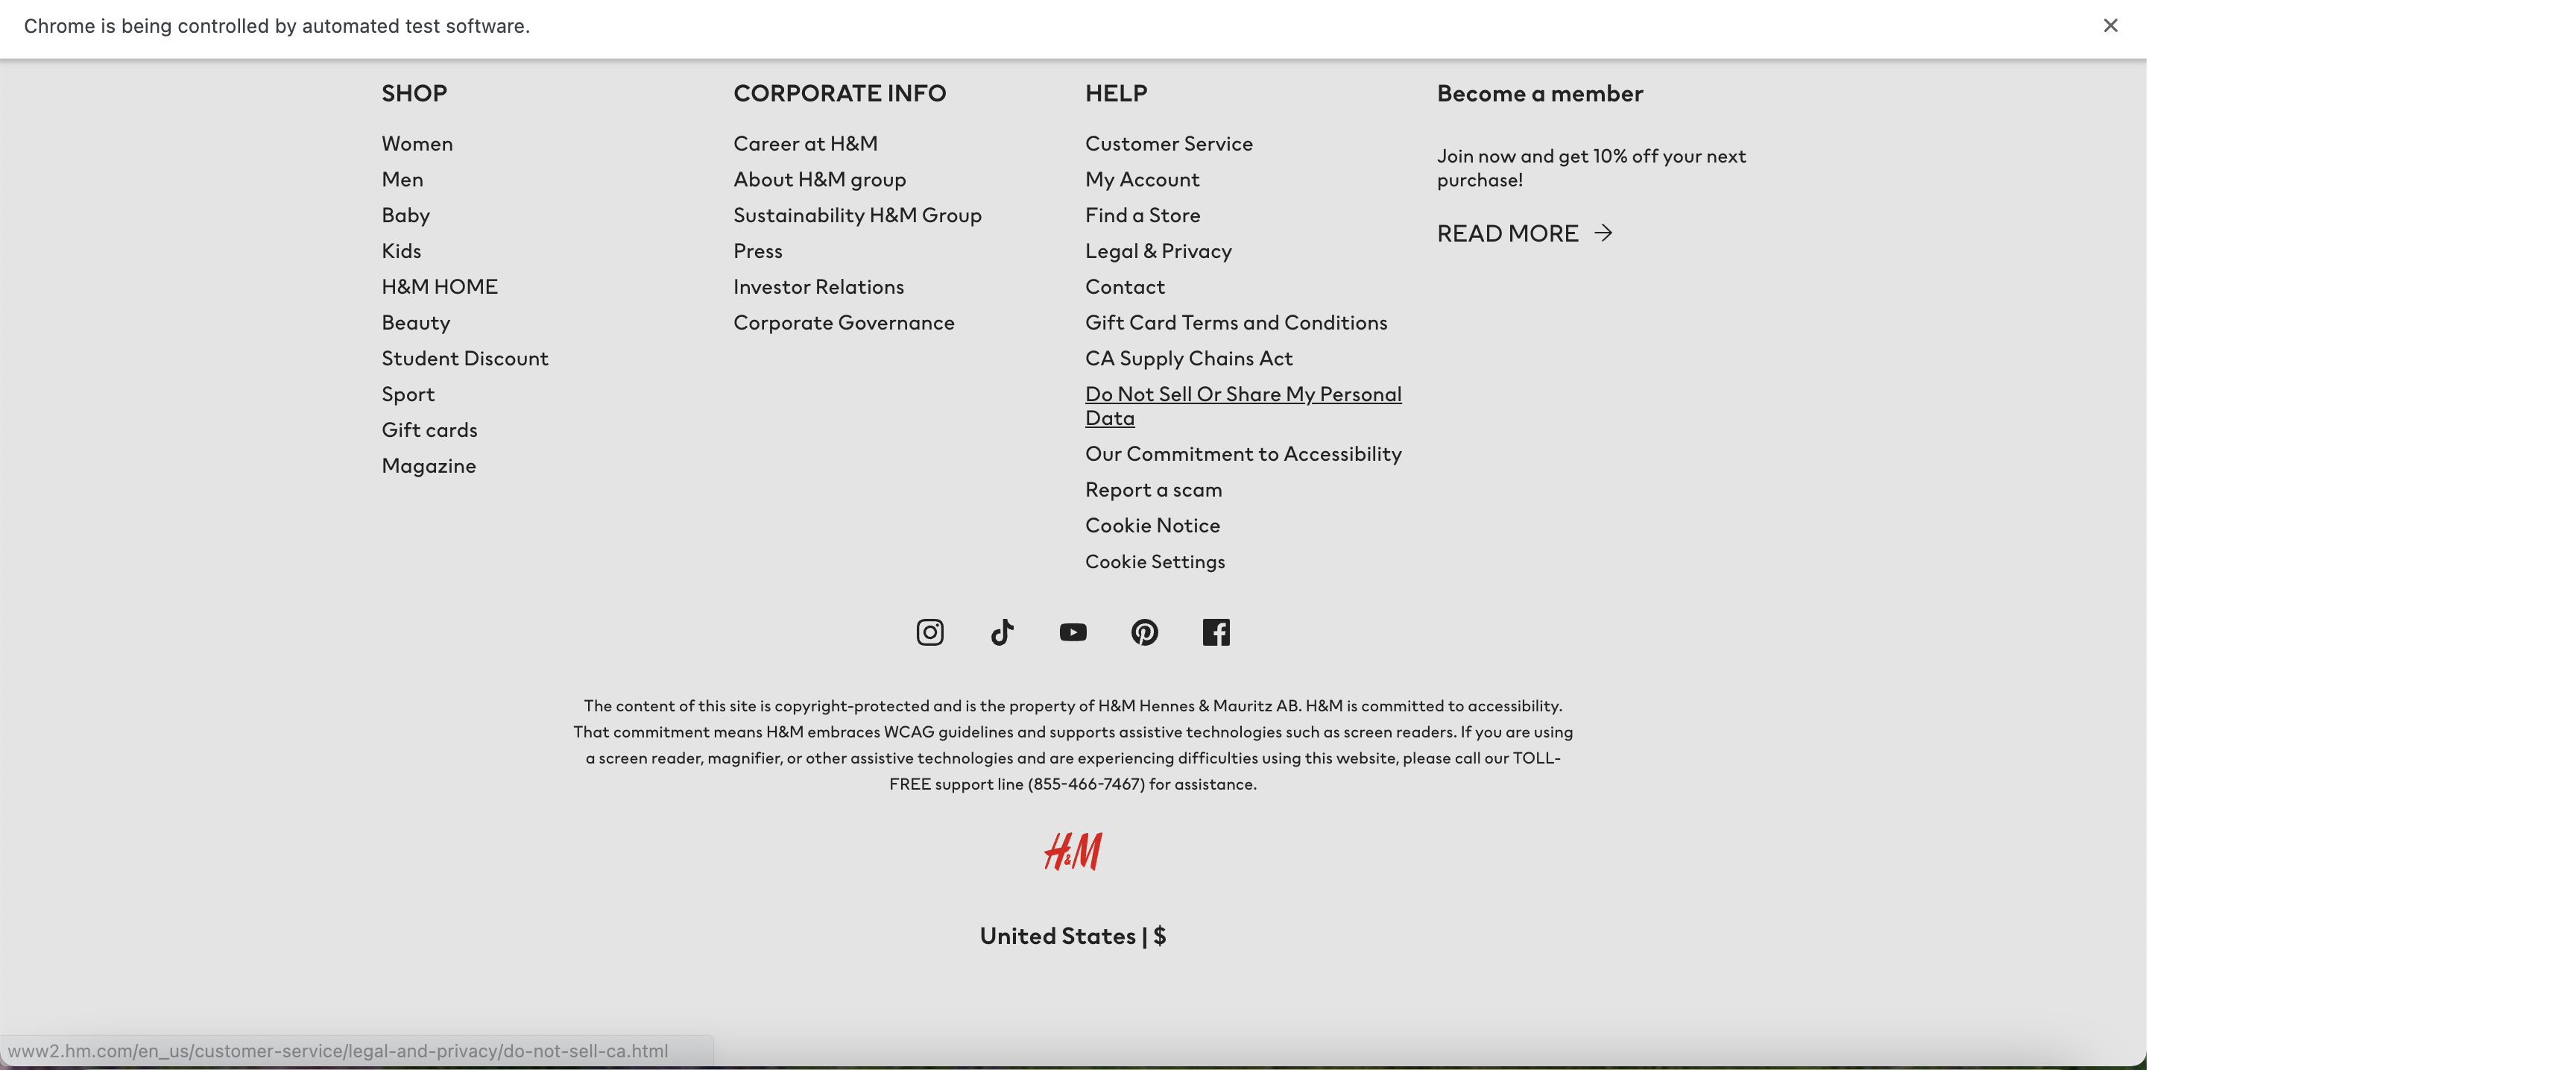 Chrome is being controlled by automated test software.
SHOP
Women
Men
Baby
Kids
H&M HOME
Beauty
Student Discount
Sport
Gift cards
Magazine
CORPORATE INFO
Career at H&M
About H&M group
Sustainability H&M Group
Press
Investor Relations
Corporate Governance
HELP
Customer Service
My Account
Find a Store
Legal & Privacy
Contact
Gift Card Terms and Conditions
CA Supply Chains Act
Do Not Sell Or Share My Personal
Data
Our Commitment to Accessibility
Report a scam
Cookie Notice
Cookie Settings
Become a member
Join now and get 10% off your next
purchase!
READ MORE
The content of this site is copyright-protected and is the property of H&M Hennes & Mauritz AB. H&M is committed to accessibility.
That commitment means H&M embraces WCAG guidelines and supports assistive technologies such as screen readers. If you are using
a screen reader, magnifier, or other assistive technologies and are experiencing difficulties using this website, please call our TOLL-
FREE support line (855-466-7467) for assistance.
H&M
United States | $
www2.hm.com/en_us/customer-service/legal-and-privacy/do-not-sell-ca.html